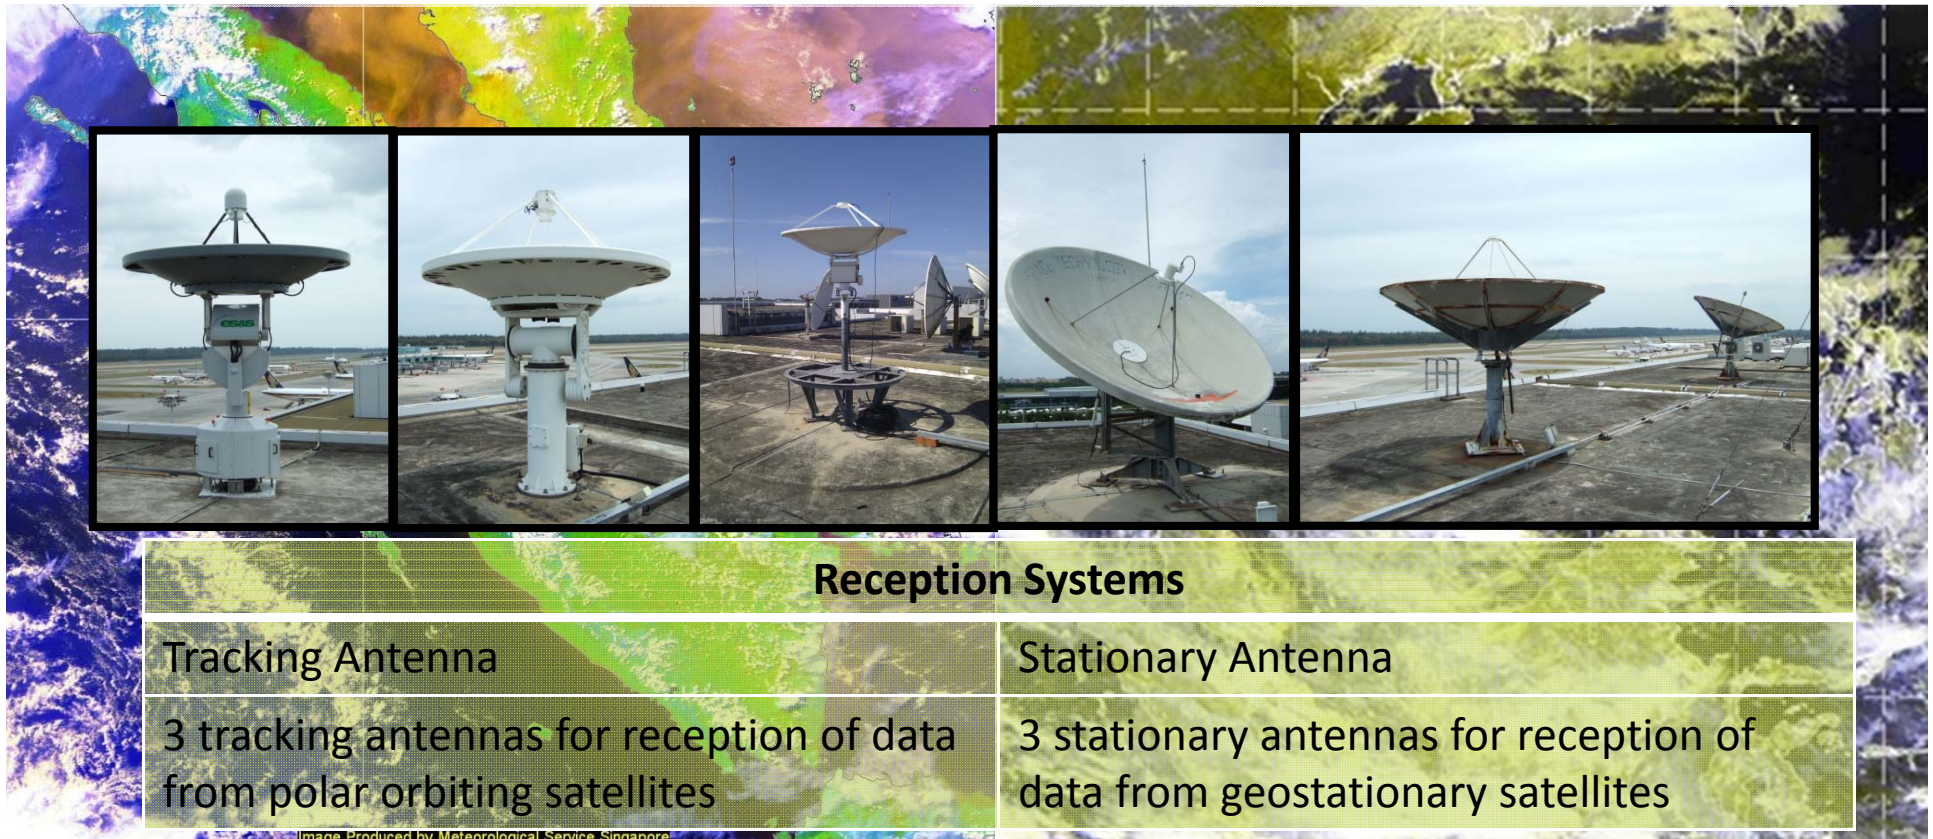 esas
Reception Systems
Tracking Antenna
Stationary Antenna
3 tracking antennas for reception of data
from polar orbiting satellites
3 stationary antennas for reception of
data from geostationary satellites
Image Produced by Meteorological Service Singapore